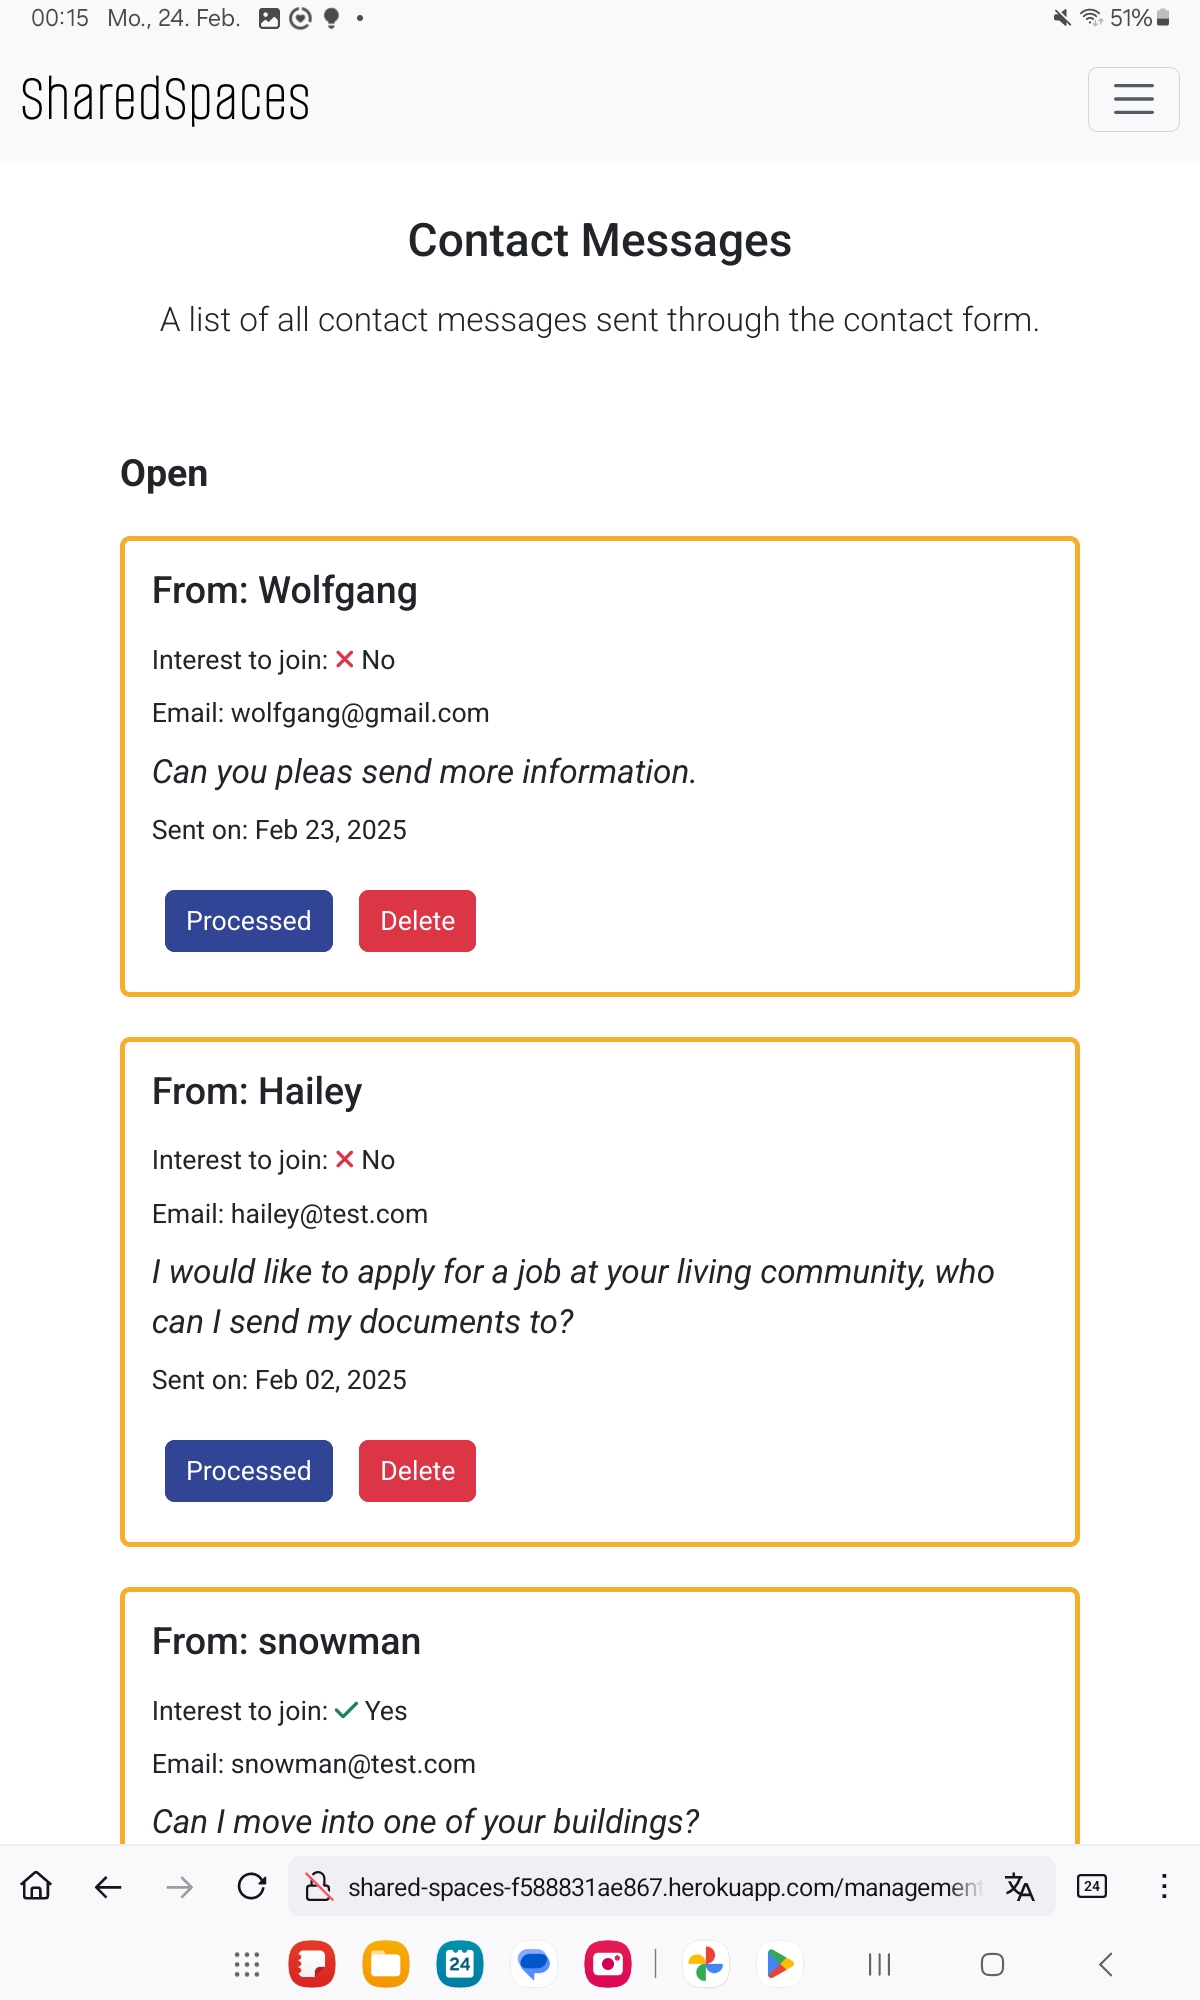 00:15 Mo., 24. Feb.
51%
SharedSpaces
Contact Messages
A list of all contact messages sent through the contact form.
Open
From: Wolfgang
Interest to join: No
Email: wolfgang@gmail.com
Can you pleas send more information.
Sent on: Feb 23, 2025
Processed Delete
From: Hailey
Interest to join: No
Email: hailey@test.com
I would like to apply for a job at your living community, who
can I send my documents to?
Sent on: Feb 02, 2025
Processed Delete
From: snowman
Interest to join: Yes
Email: snowman@test.com
Can I move into one of your buildings?
shared-spaces-f588831ae867.herokuapp.com/management
24
24